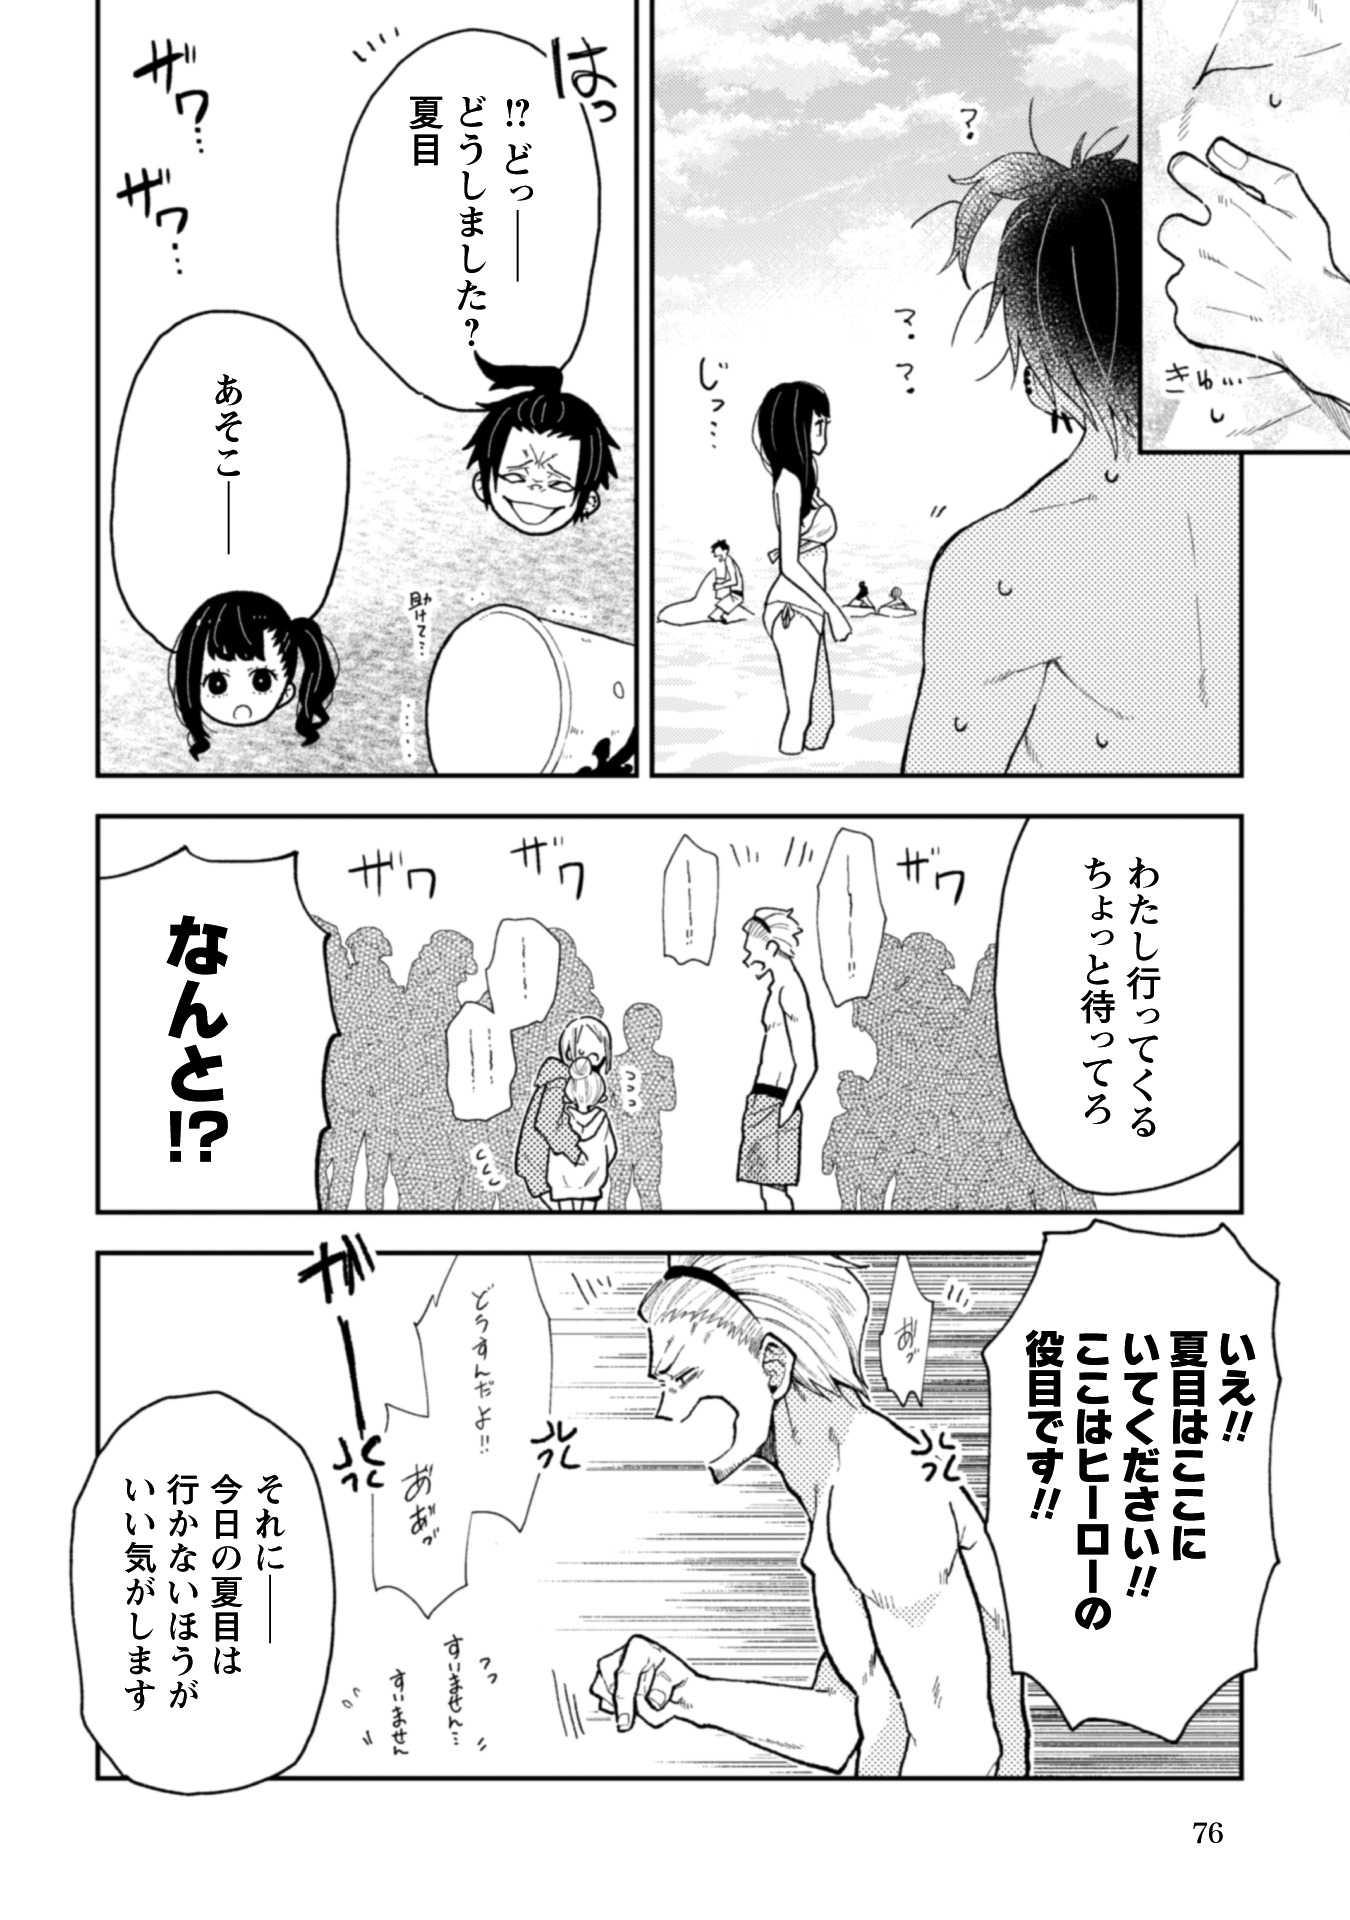 きゅ…
?
?
?
?
じっ…
はっ
!?どっ――
どうしました?
夏目
ザワ…
ザワ…
あそこ――
助けて…
わたし行ってくる
ちょっと待ってろ
ザワ
ザワ
ザワ
なんと!?
いえ!!
夏目はここに
いてください!!
ここはヒーローの
役目です!!
あ゛っ
どうすんだよ!!
あ゛あ゛っ
ガ
すいません…
すいません
それに――
今日の夏目は
行かないほうが
いい気がします
76